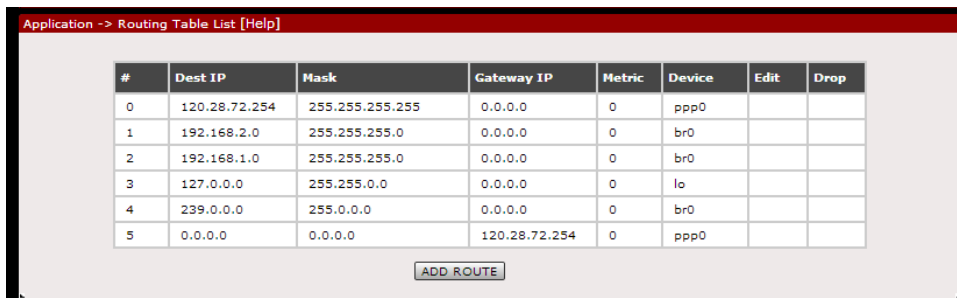 Application -> Routing Table List [Help]
# Dest IP Mask Gateway IP Metric Device Edit Drop
0 120.28.72.254 255.255.255.255 0.0.0.0 0 ppp0
1 192.168.2.0 255.255.255.0 0.0.0.0 0 br0
2 192.168.1.0 255.255.255.0 0.0.0.0 0 br0
3 127.0.0.0 255.255.0.0 0.0.0.0 0 lo
4 239.0.0.0 255.0.0.0 0.0.0.0 0 br0
5 0.0.0.0 0.0.0.0 120.28.72.254 0 ppp0
ADD ROUTE